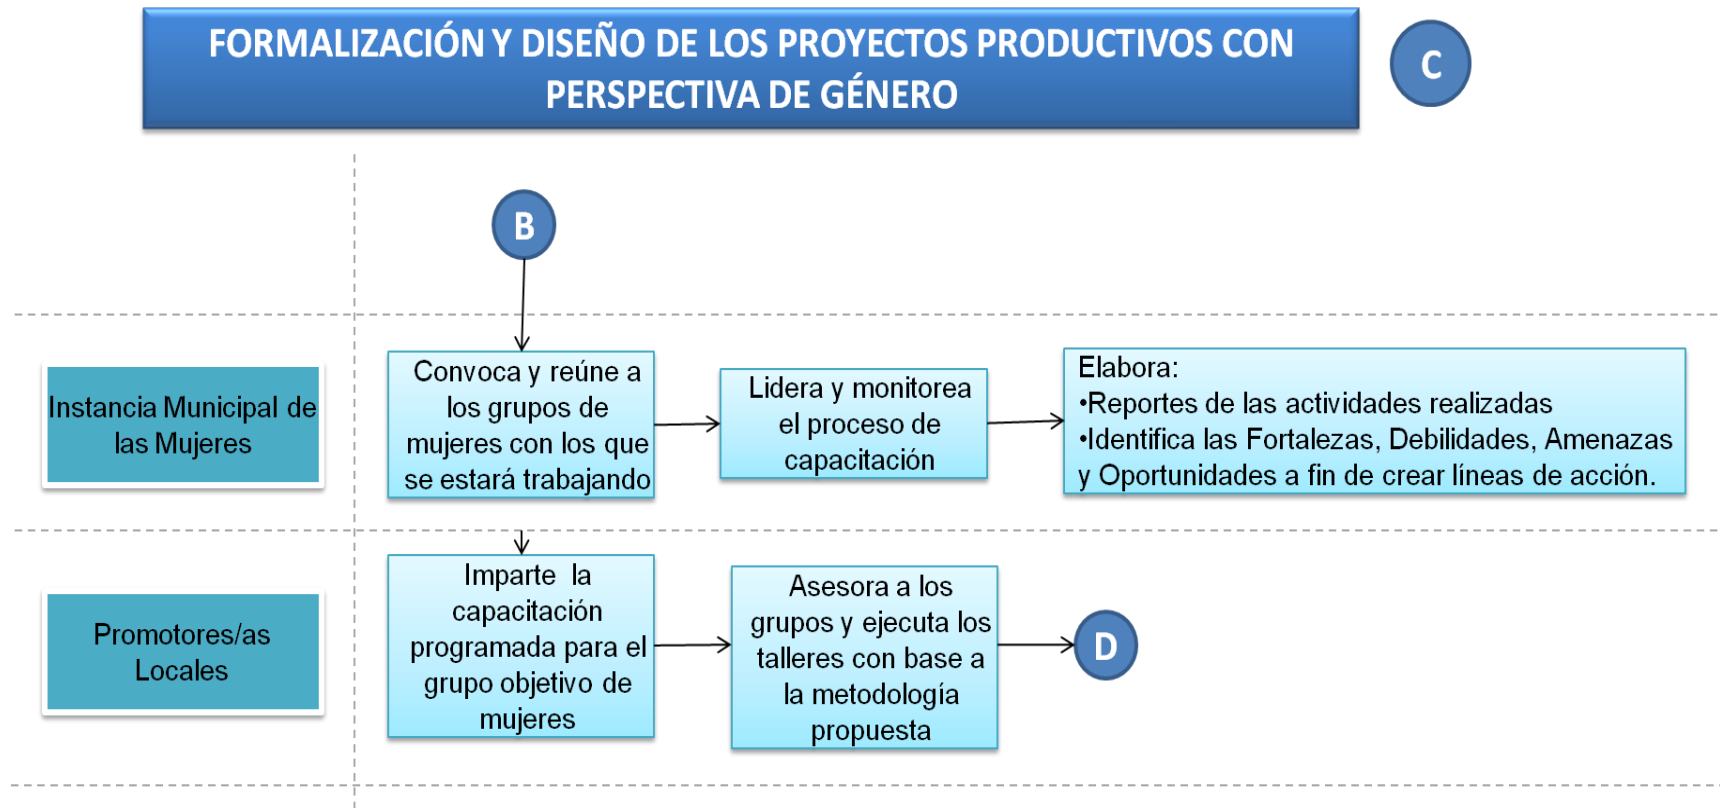 FORMALIZACIÓN Y DISEÑO DE LOS PROYECTOS PRODUCTIVOS CON
PERSPECTIVA DE GÉNERO
C
B
Instancia Municipal de
las Mujeres
Convoca y reúne a
los grupos de
mujeres con los que
se estará trabajando
Lidera y monitorea
el proceso de
capacitación
Elabora:
•Reportes de las actividades realizadas
•Identifica las Fortalezas, Debilidades, Amenazas
y Oportunidades a fin de crear líneas de acción.
Promotores/as
Locales
Imparte la
capacitación
programada para el
grupo objetivo de
mujeres
Asesora a los
grupos y ejecuta los
talleres con base a
la metodología
propuesta
D